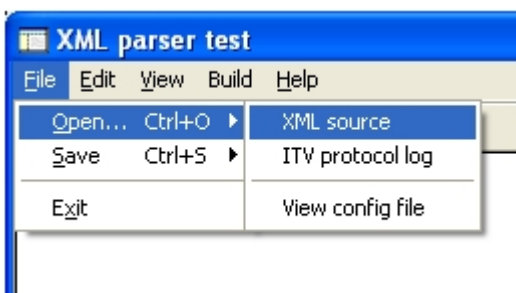 XML parser test
File Edit View Build Help
Open... Ctrl+O XML source
Save Ctrl+S ITV protocol log
Exit View config file